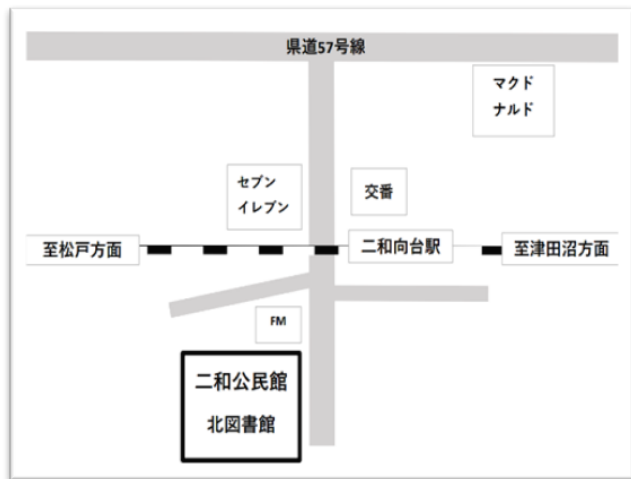 県道57号線
マクド
ナルド
セブン
イレブン
交番
至松戸方面
二和向台駅
至津田沼方面
FM
二和公民館
北図書館